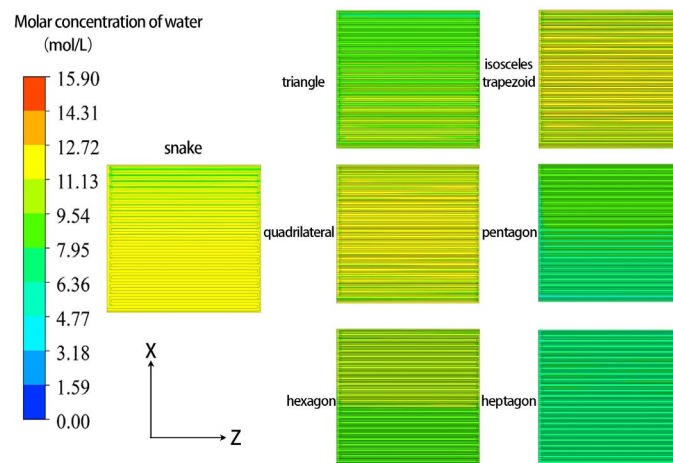 Molar concentration of water
(mol/L)
15.90
14.31
12.72
11.13
9.54
7.95
6.36
4.77
3.18
1.59
0.00
snake
triangle
isosceles
trapezoid
quadrilateral
pentagon
hexagon
heptagon
X
Z